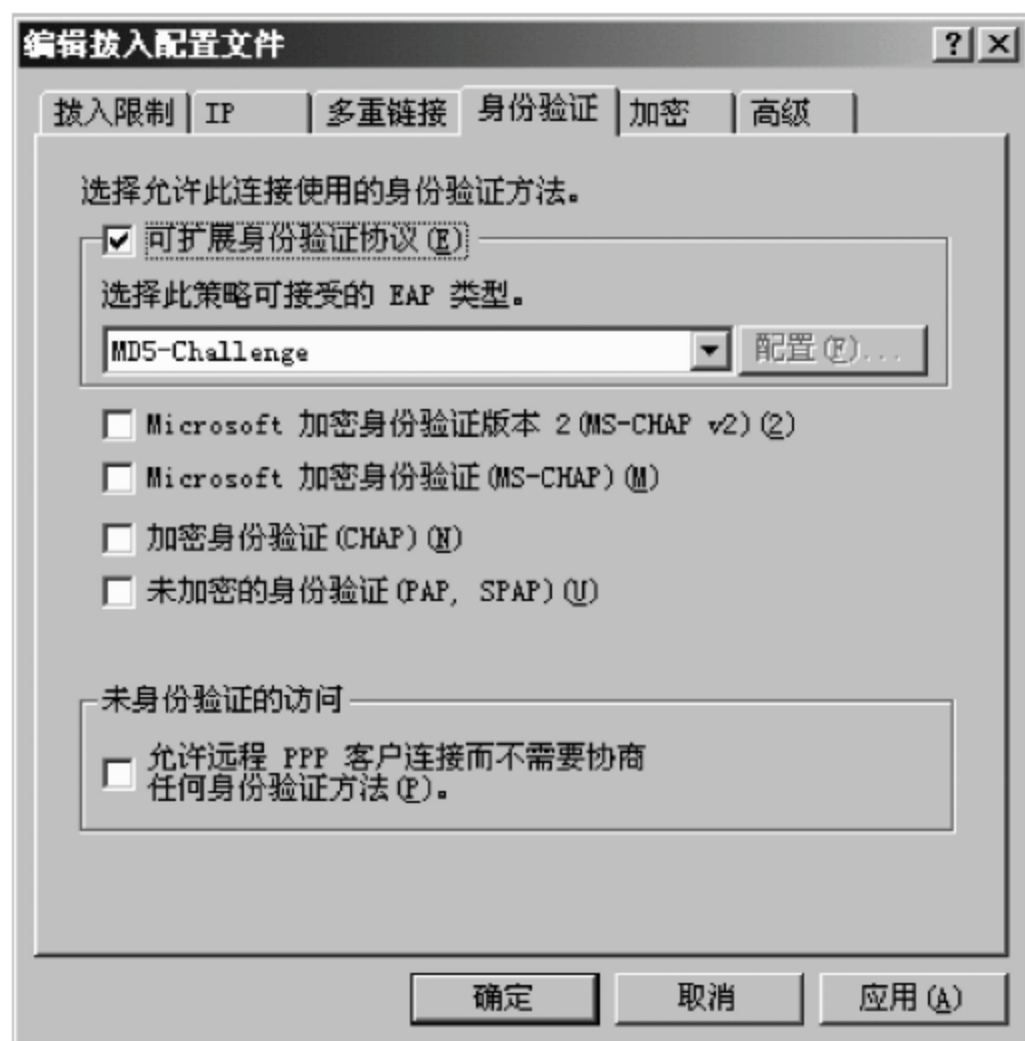 编辑拨入配置文件
拨入限制 IP 多重链接 身份验证 加密 高级
选择允许此连接使用的身份验证方法。
可扩展身份验证协议(E)
选择此策略可接受的 EAP 类型。
MD5-Challenge 配置(F)...
Microsoft 加密身份验证版本 2(MS-CHAP v2)(2)
Microsoft 加密身份验证(MS-CHAP)(M)
加密身份验证(CHAP)(N)
未加密的身份验证(PAP, SPAP)(U)
未身份验证的访问
允许远程 PPP 客户连接而不需要协商
任何身份验证方法(P)。
确定 取消 应用(A)